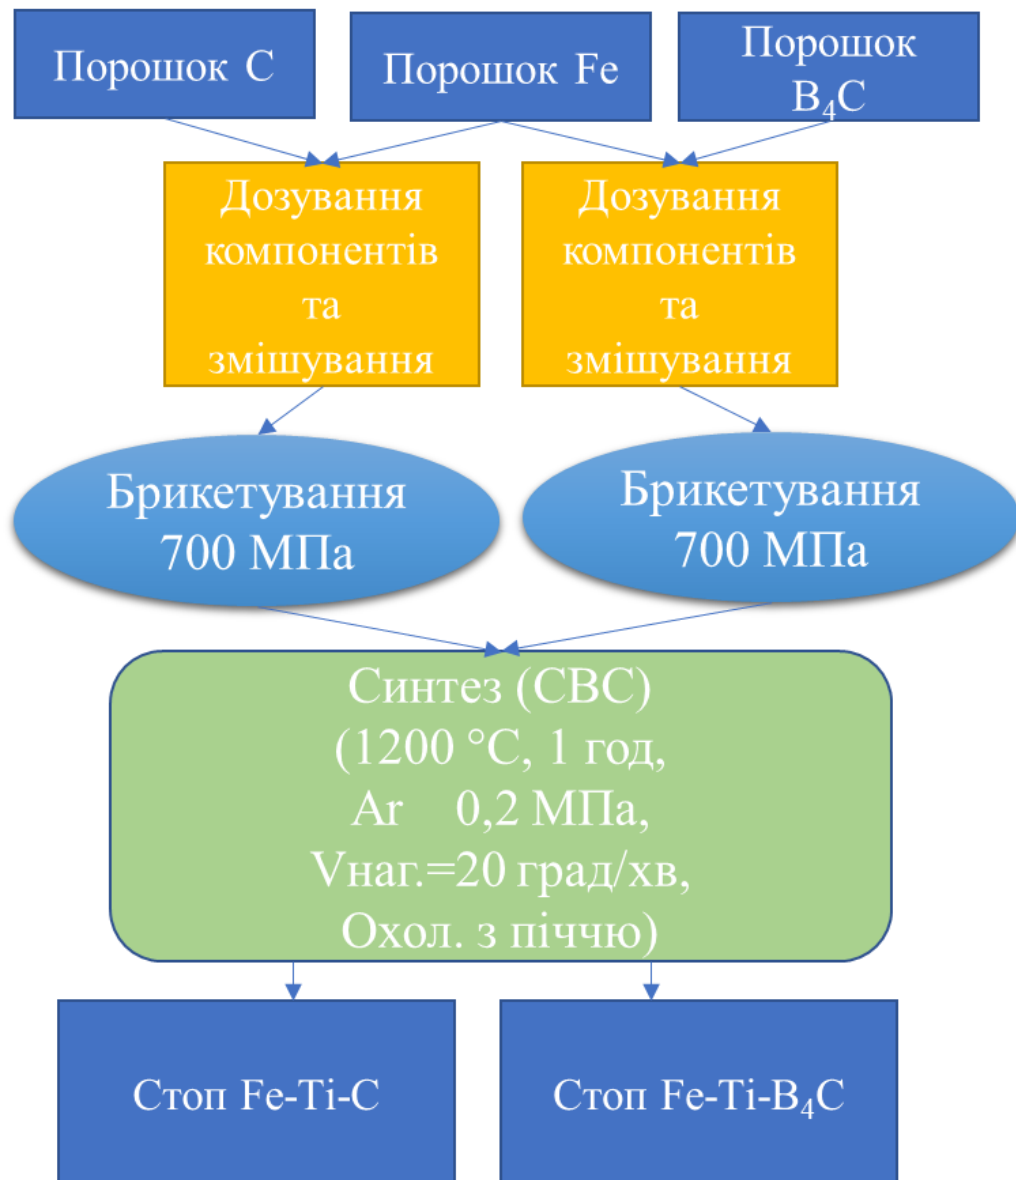 Порошок C
Порошок Fe
Порошок
B₄C
Дозування
компонентів
та
змішування
Дозування
компонентів
та
змішування
Брикетування
700 МПа
Брикетування
700 МПа
Синтез (СВС)
(1200 °С, 1 год,
Ar 0,2 МПа,
Vнаг.=20 град/хв,
Охол. з піччю)
Стоп Fe-Ti-C
Стоп Fe-Ti-B₄C